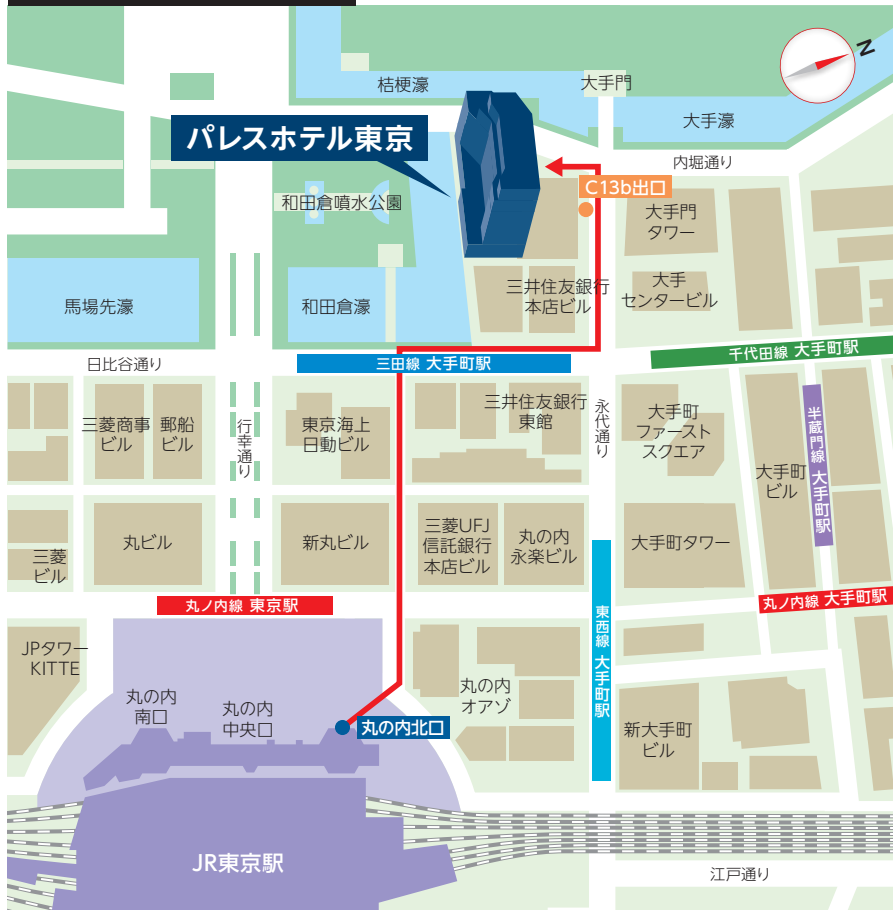 N
桔梗濠
大手門
大手濠
パレスホテル東京
内堀通り
C13b出口
和田倉噴水公園
大手門
タワー
三井住友銀行
本店ビル
大手
センタービル
馬場先濠
和田倉濠
日比谷通り
三田線 大手町駅
千代田線 大手町駅
三菱商事
ビル
郵船
ビル
行幸通り
東京海上
日動ビル
三井住友銀行
東館
永代通り
大手町
ファースト
スクエア
大手町
ビル
半蔵門線 大手町駅
三菱
ビル
丸ビル
新丸ビル
三菱UFJ
信託銀行
本店ビル
丸の内
永楽ビル
大手町タワー
丸ノ内線 東京駅
丸ノ内線 大手町駅
東西線 大手町駅
JPタワー
KITTE
丸の内
南口
丸の内
中央口
丸の内北口
丸の内
オアゾ
新大手町
ビル
JR東京駅
江戸通り